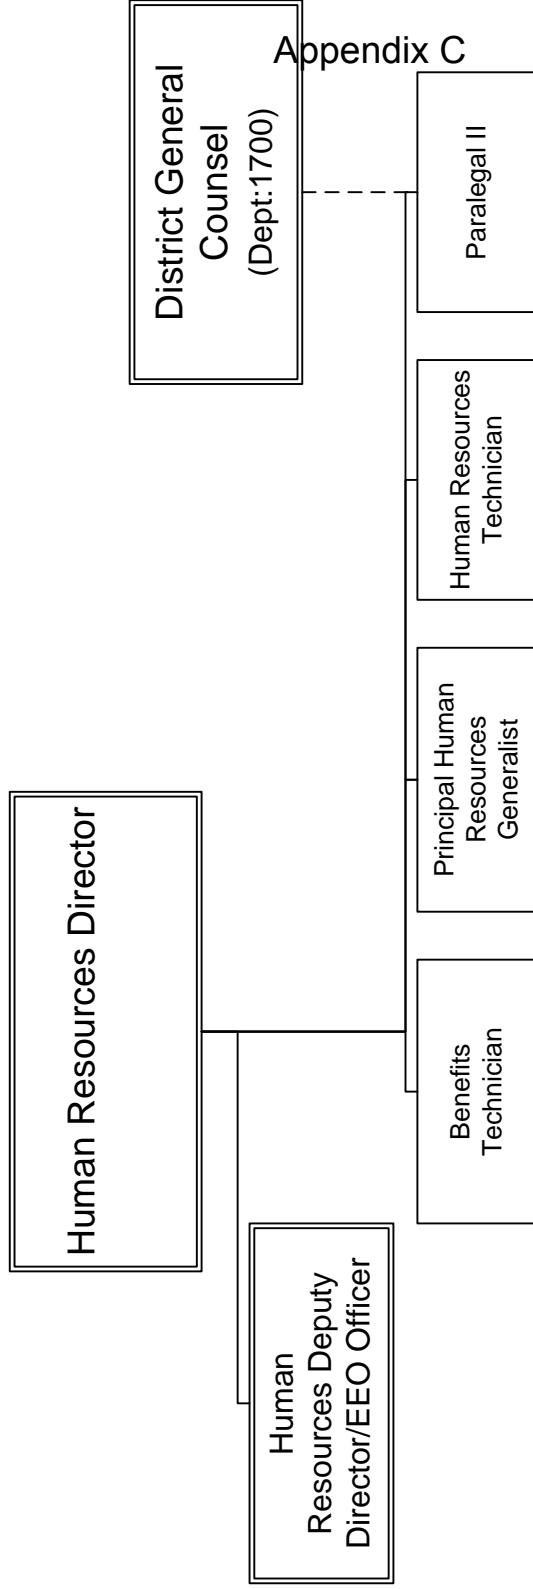 Appendix C
Human Resources Director
District General
Counsel
(Dept:1700)
Human
Resources Deputy
Director/EEO Officer
Benefits
Technician
Principal Human
Resources
Generalist
Human Resources
Technician
Paralegal II